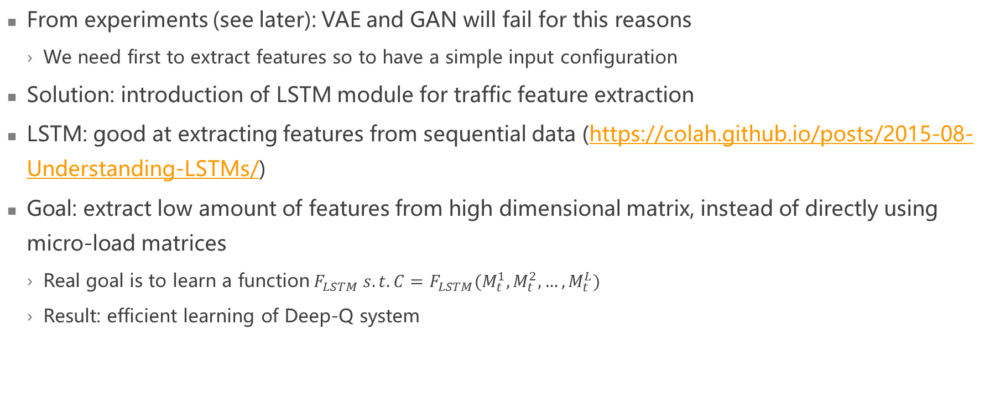 ▪ From experiments (see later): VAE and GAN will fail for this reasons
› We need first to extract features so to have a simple input configuration
▪ Solution: introduction of LSTM module for traffic feature extraction
▪ LSTM: good at extracting features from sequential data (https://colah.github.io/posts/2015-08-
Understanding-LSTMs/)
▪ Goal: extract low amount of features from high dimensional matrix, instead of directly using
micro-load matrices
› Real goal is to learn a function $F_{LSTM}$ s.t. $C = F_{LSTM}(M_t^1, M_t^2, \ldots, M_t^L)$
› Result: efficient learning of Deep-Q system